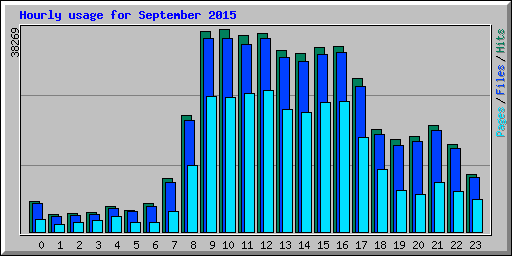 Hourly usage for September 2015
38269
Pages/Files/Hits
0 1 2 3 4 5 6 7 8 9 10 11 12 13 14 15 16 17 18 19 20 21 22 23